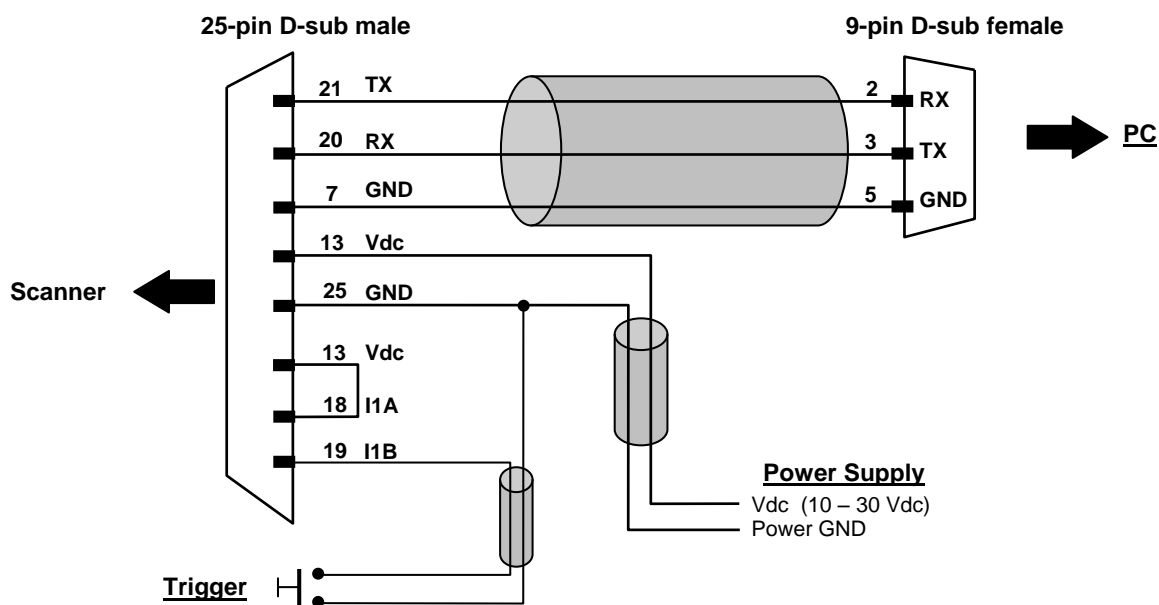 25-pin D-sub male
9-pin D-sub female
21 TX
2 RX
20 RX
3 TX
PC
7 GND
5 GND
13 Vdc
Scanner
25 GND
13 Vdc
18 I1A
19 I1B
Power Supply
Vdc (10 – 30 Vdc)
Power GND
Trigger